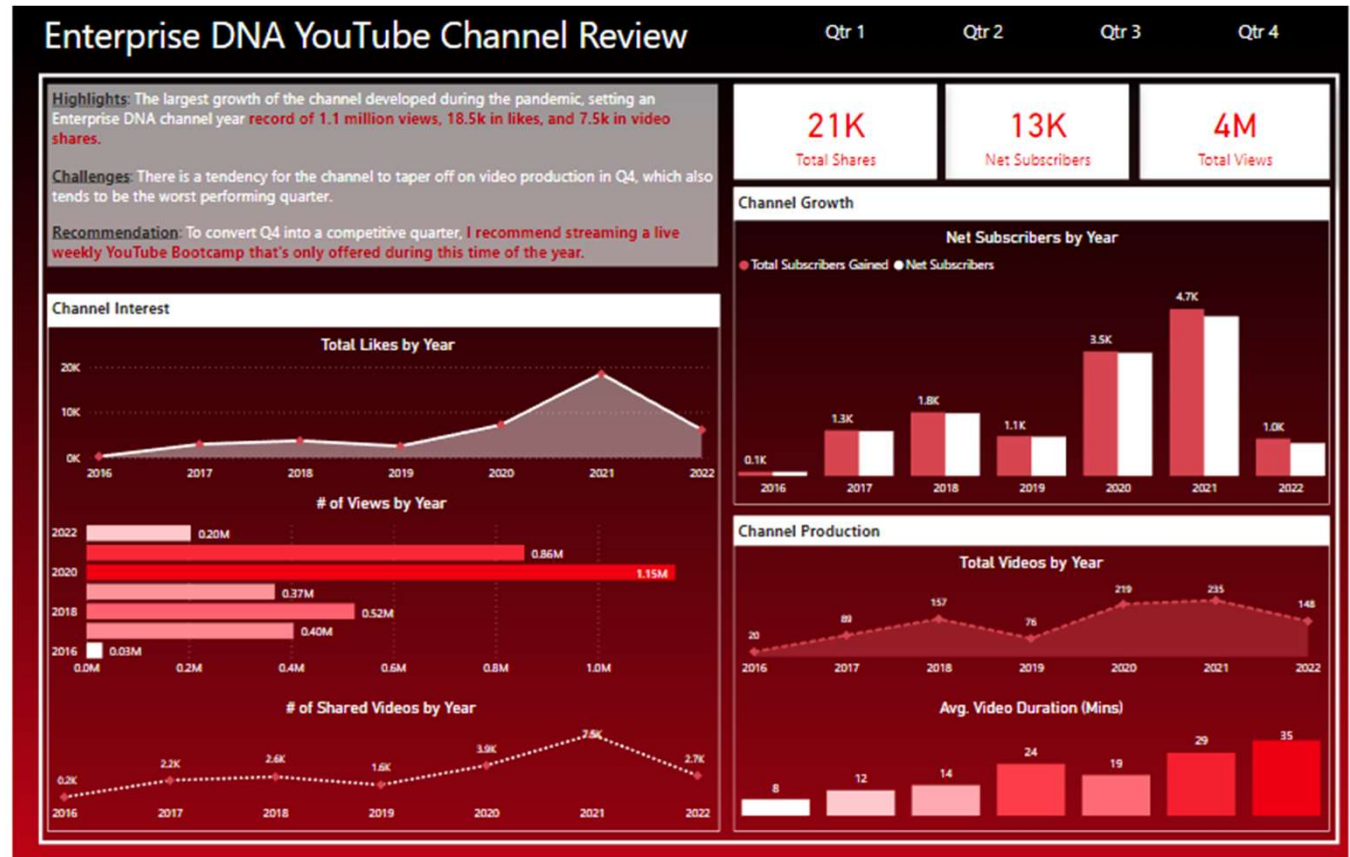 Enterprise DNA YouTube Channel Review
Qtr 1 Qtr 2 Qtr 3 Qtr 4
Highlights: The largest growth of the channel developed during the pandemic, setting an
Enterprise DNA channel year record of 1.1 million views, 18.5k in likes, and 7.5k in video
shares.
Challenges: There is a tendency for the channel to taper off on video production in Q4, which also
tends to be the worst performing quarter.
Recommendation: To convert Q4 into a competitive quarter, I recommend streaming a live
weekly YouTube Bootcamp that's only offered during this time of the year.
21K
Total Shares
13K
Net Subscribers
4M
Total Views
Channel Interest
Total Likes by Year
20K
10K
0K
2016 2017 2018 2019 2020 2021 2022
# of Views by Year
2022 0.20M
0.86M
2020 1.15M
0.37M
2018 0.52M
0.40M
2016 0.03M
0.0M 0.2M 0.4M 0.6M 0.8M 1.0M
# of Shared Videos by Year
0.2K 2.2K 2.6K 1.6K 3.9K 7.5K 2.7K
2016 2017 2018 2019 2020 2021 2022
Channel Growth
Net Subscribers by Year
Total Subscribers Gained Net Subscribers
0.1K 1.3K 1.8K 1.1K 3.5K 4.7K 1.0K
2016 2017 2018 2019 2020 2021 2022
Channel Production
Total Videos by Year
20 89 157 76 219 235 148
2016 2017 2018 2019 2020 2021 2022
Avg. Video Duration (Mins)
8 12 14 24 19 29 35